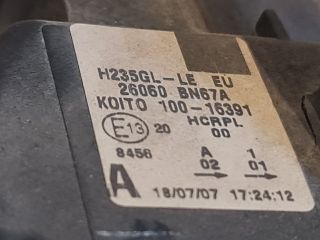 H235GL-LE EU
26060 BN67A
KOITO 100-16391
E13 20 HCRPL
00
8456 A 1
02 01
A 18/07/07 17:24:12